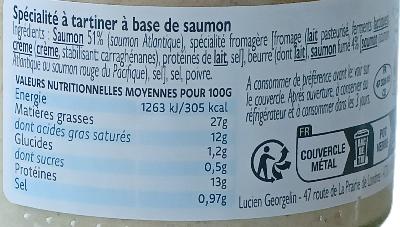 Spécialité à tartiner à base de saumon
Ingrédients : Saumon 51% (saumon Atlantique), spécialité fromagère [fromage (lait pasteurisé, ferments lactiques
crème (crème, stabilisant: carraghénanes), protéines de lait, sel], beurre (dont lait), saumon fumé 4% (saumon
Atlantique ou saumon rouge du Pacifique), sel), sel, poivre.
VALEURS NUTRITIONNELLES MOYENNES POUR 100G
Energie 1263 kJ/305 kcal
Matières grasses 27g
dont acides gras saturés 12g
Glucides 1,2g
dont sucres 0,5g
Protéines 13g
Sel 0,97g
A consommer de préférence avant le voir sur
le couvercle. Après ouverture, à conserver au
réfrigérateur et à consommer dans les jours.
FR
COUVERCLE
MÉTAL
POT
VERRE
Lucien Georgelin - 47 route de La Prairie de Londres